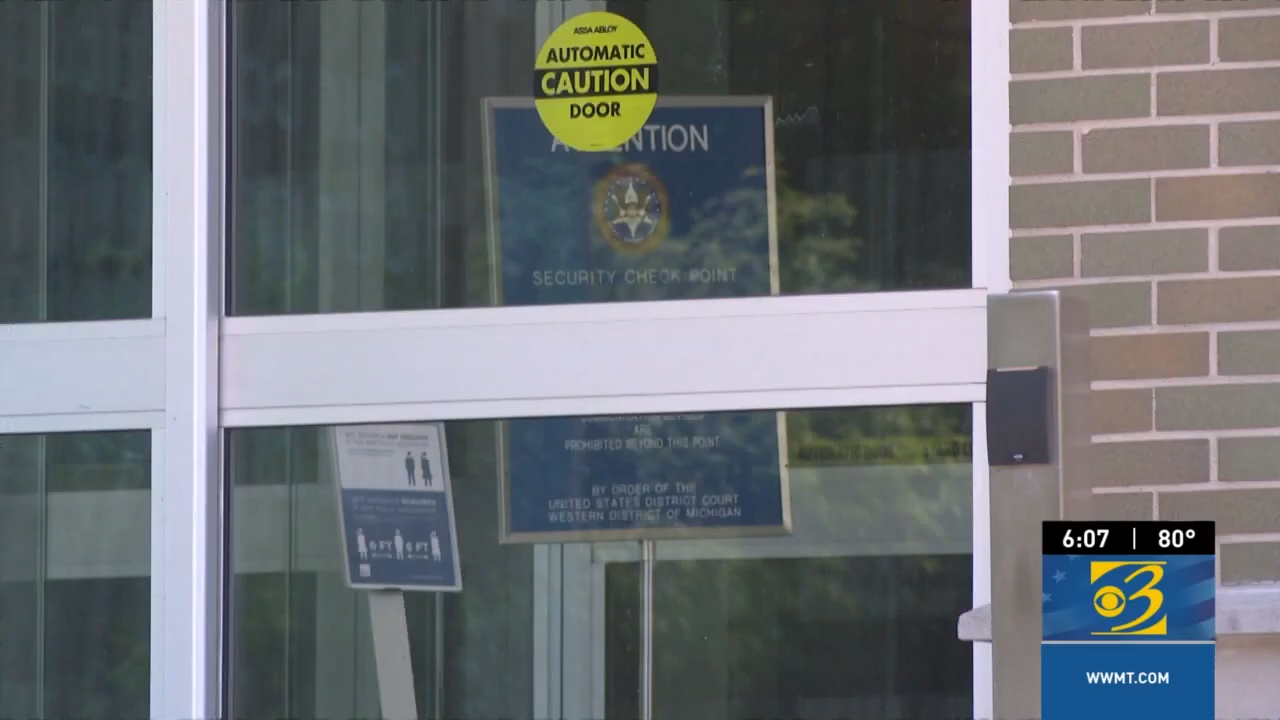 ASSA ABLOY
AUTOMATIC
CAUTION
DOOR
NTION
SECURITY CHECK POINT
ARE
PROHIBITED BEYOND THIS POINT
BY ORDER OF THE
UNITED STATES DISTRICT COURT
WESTERN DISTRICT OF MICHIGAN
6 FT 6 FT
6:07 | 80°
3
WWMT.COM